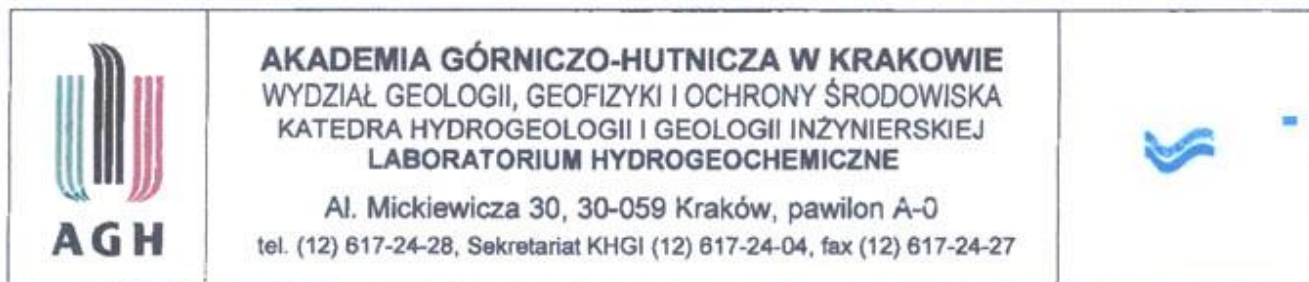 AGH
AKADEMIA GÓRNICZO-HUTNICZA W KRAKOWIE
WYDZIAŁ GEOLOGII, GEOFIZYKI I OCHRONY ŚRODOWISKA
KATEDRA HYDROGEOLOGII I GEOLOGII INŻYNIERSKIEJ
LABORATORIUM HYDROGEOCHEMICZNE
Al. Mickiewicza 30, 30-059 Kraków, pawilon A-0
tel. (12) 617-24-28, Sekretariat KHGI (12) 617-24-04, fax (12) 617-24-27